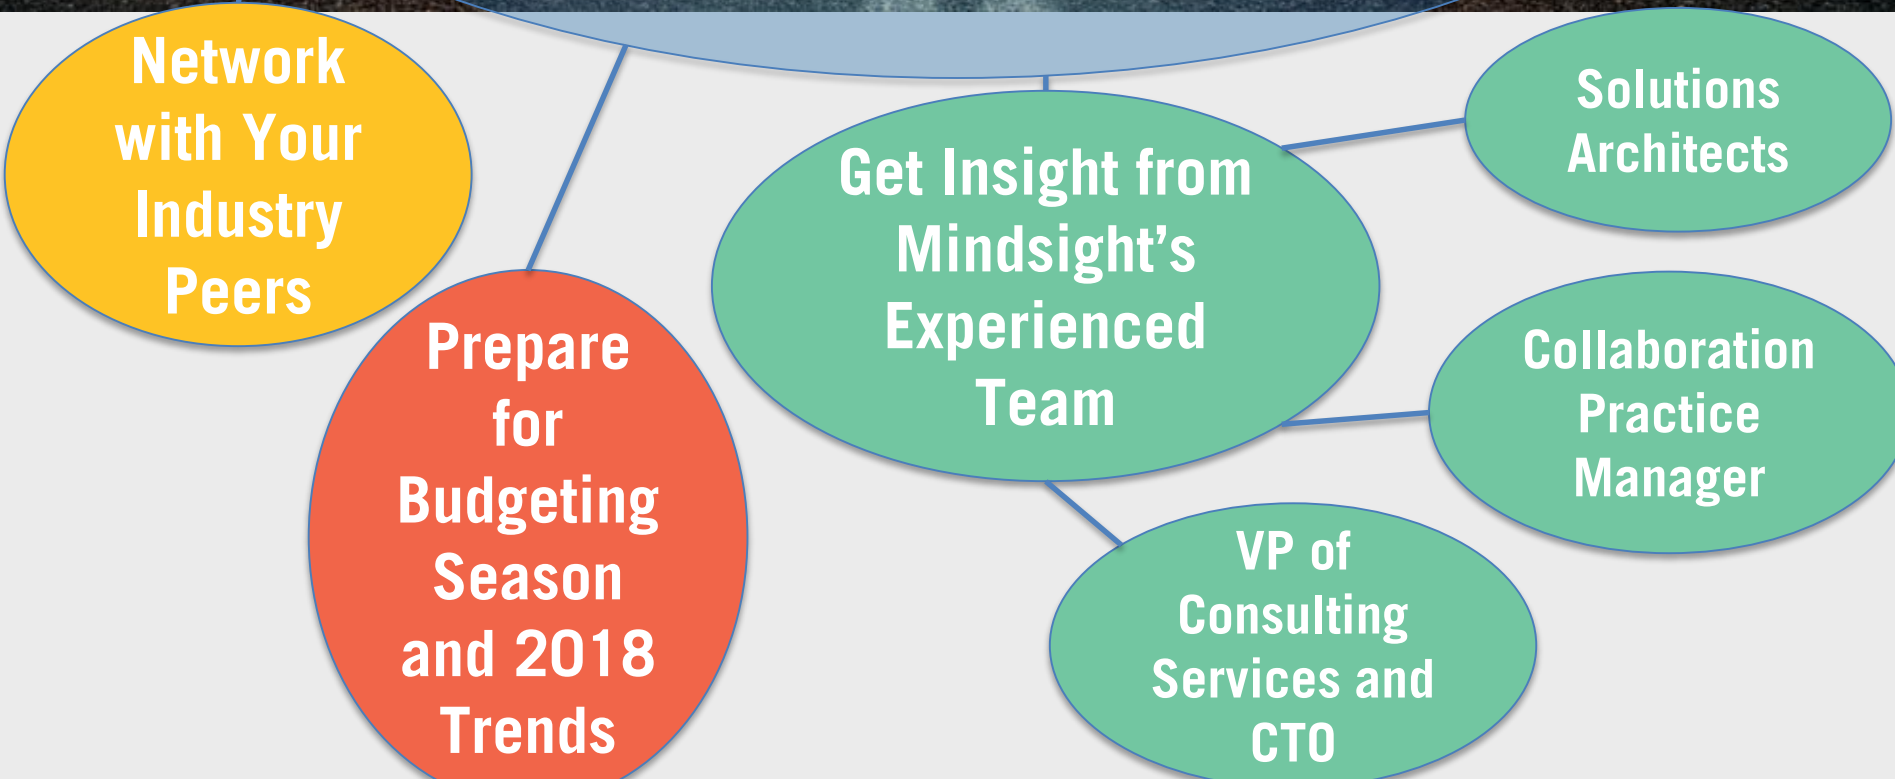 Network
with Your
Industry
Peers
Prepare
for
Budgeting
Season
and 2018
Trends
Get Insight from
Mindsight’s
Experienced
Team
Solutions
Architects
Collaboration
Practice
Manager
VP of
Consulting
Services and
CTO